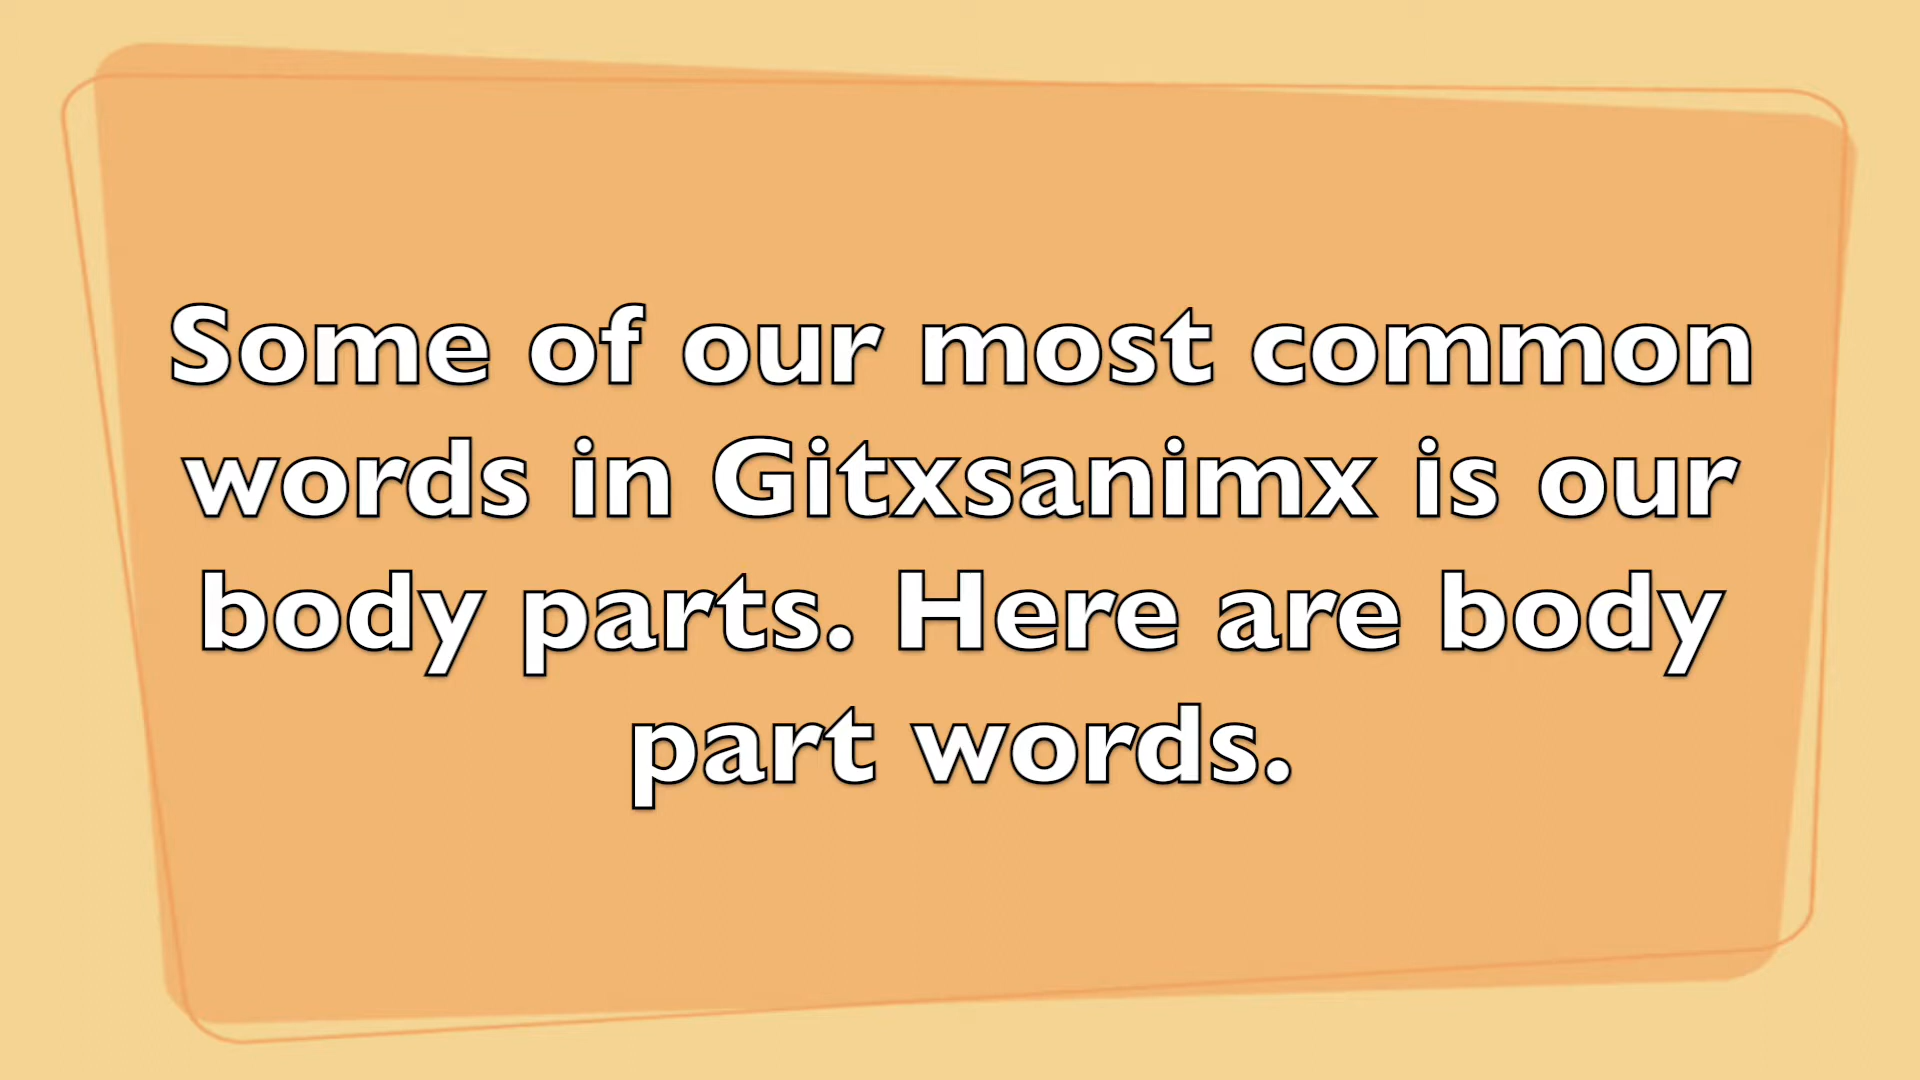 Some of our most common
words in Gitxsanimx is our
body parts. Here are body
part words.